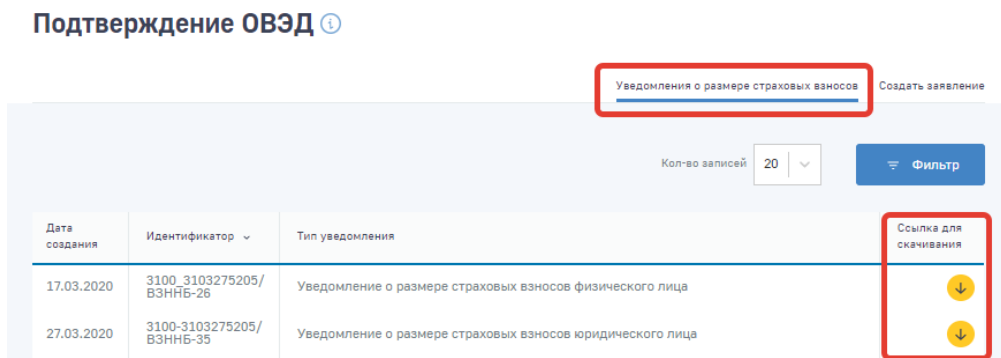 Подтверждение ОВЭД
Уведомления о размере страховых взносов Создать заявление
Кол-во записей 20 Фильтр
Дата создания Идентификатор Тип уведомления Ссылка для скачивания
17.03.2020 3100_3103275205/ВЗННБ-26 Уведомление о размере страховых взносов физического лица
27.03.2020 3100-3103275205/ВЗННБ-35 Уведомление о размере страховых взносов юридического лица